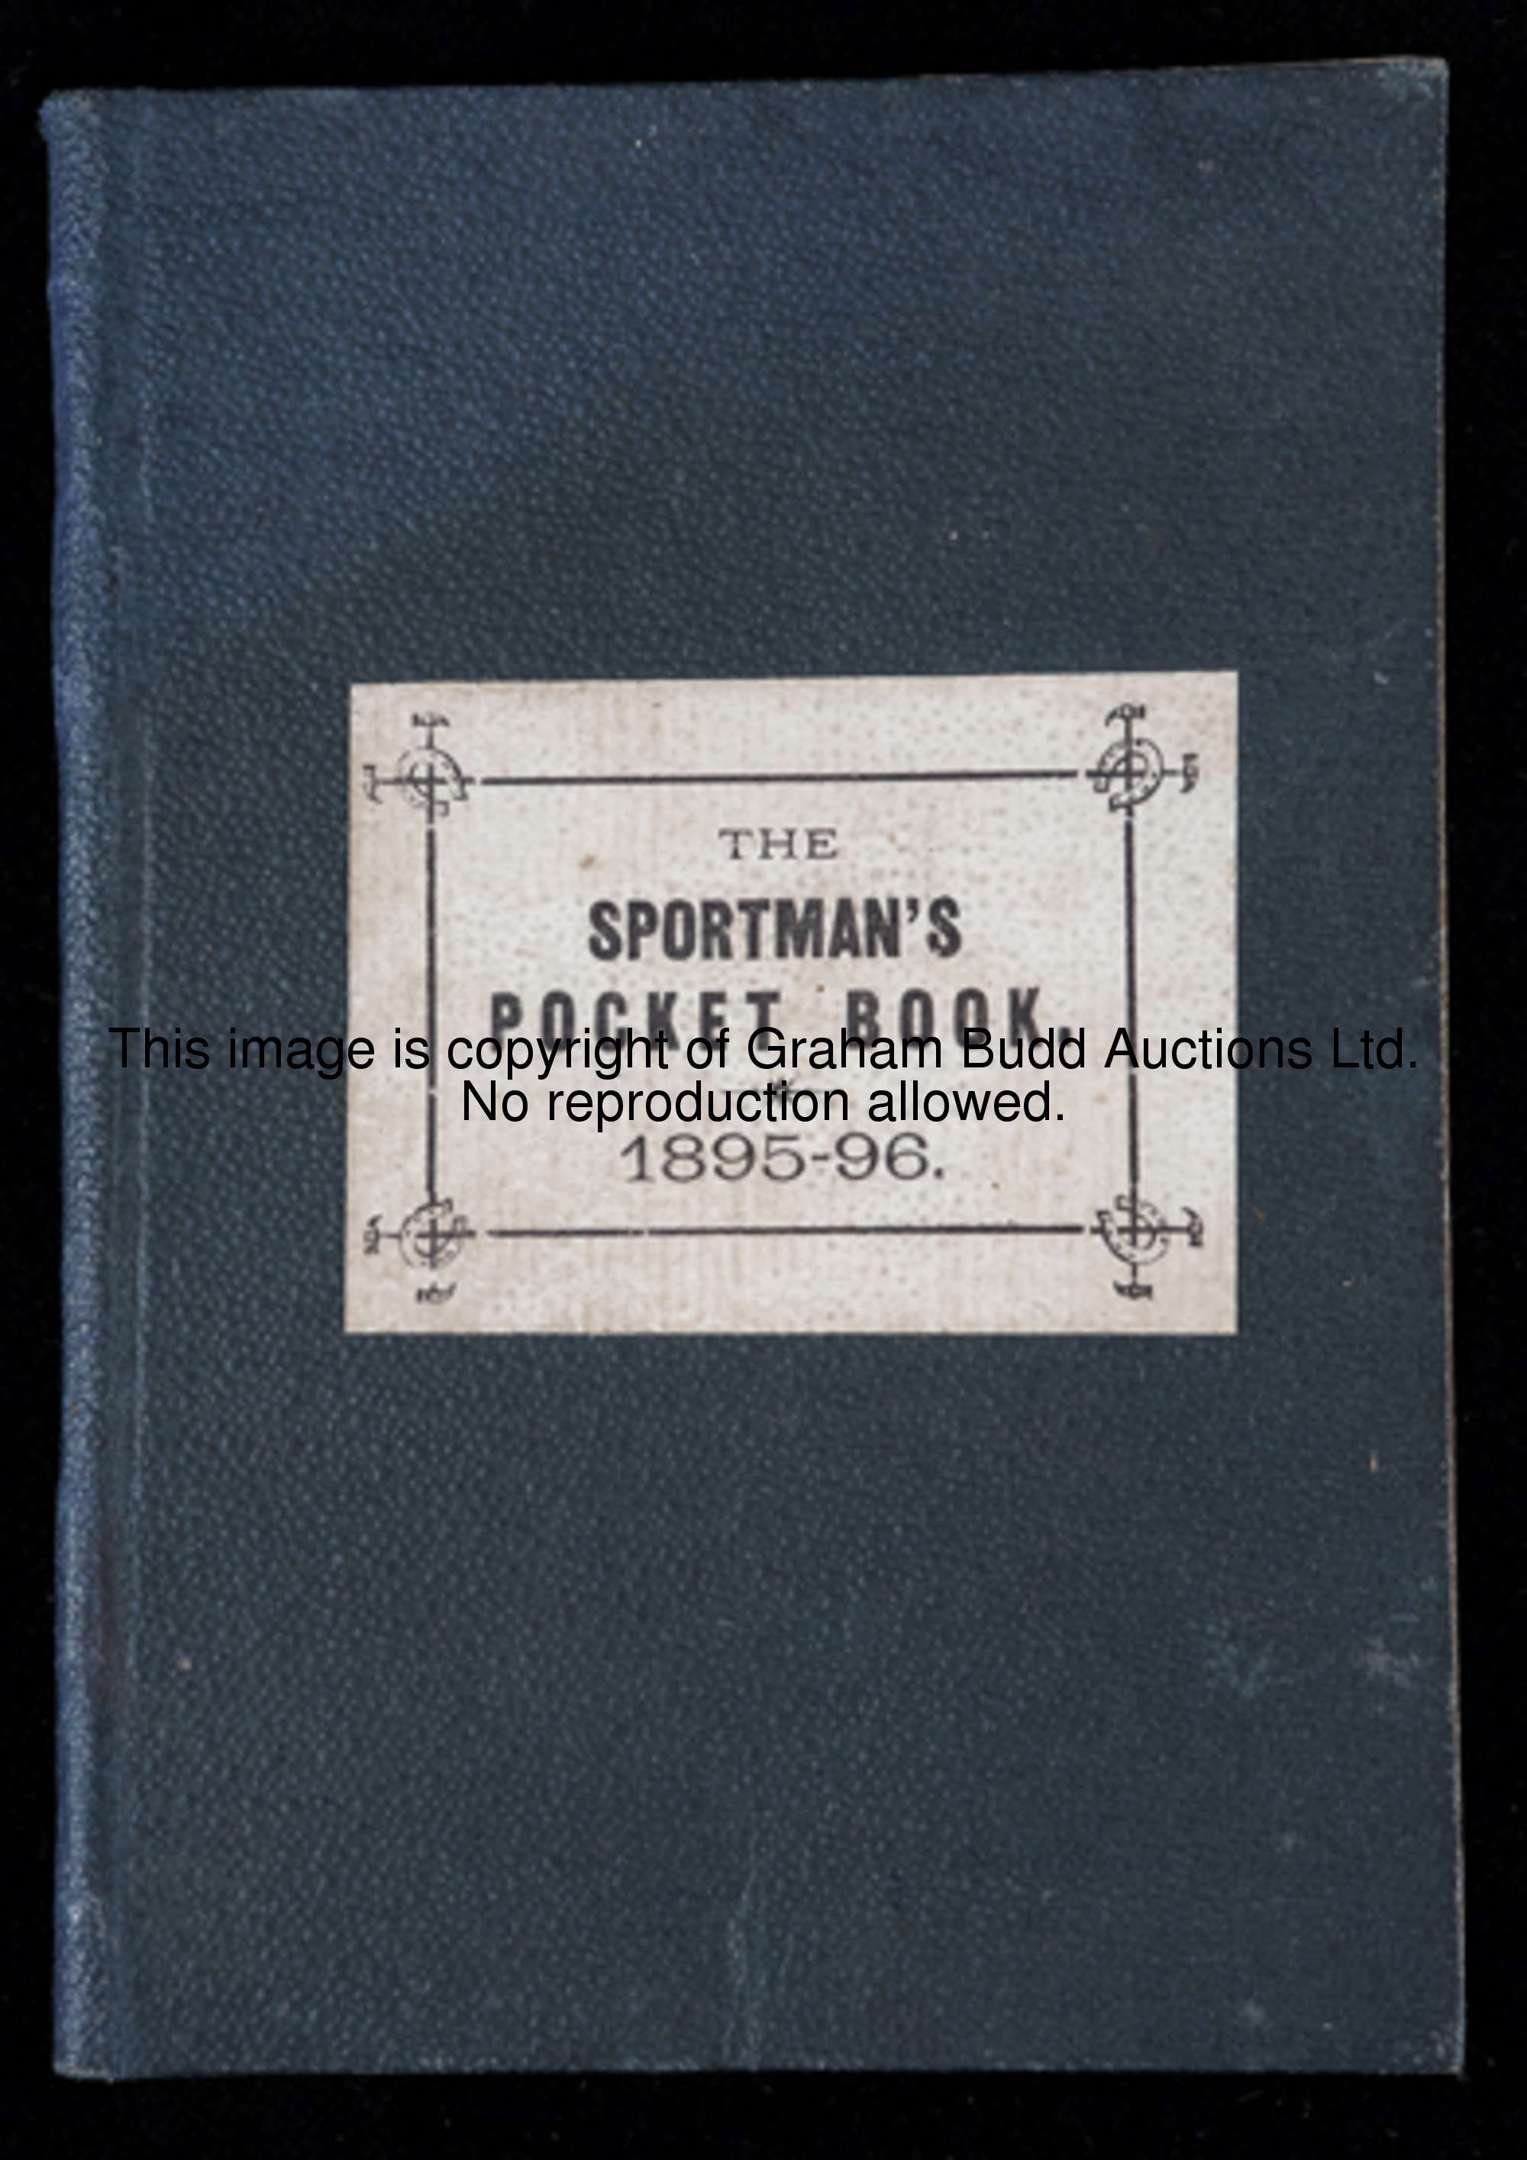 THE
SPORTMAN'S
POCKET BOOK.
This image is copyright of Graham Budd Auctions Ltd.
No reproduction allowed.
1895-96.